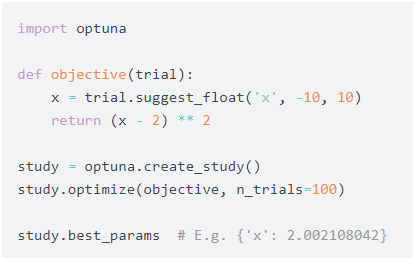 import optuna

def objective(trial):
    x = trial.suggest_float('x', -10, 10)
    return (x - 2) ** 2

study = optuna.create_study()
study.optimize(objective, n_trials=100)

study.best_params  # E.g. {'x': 2.002108042}